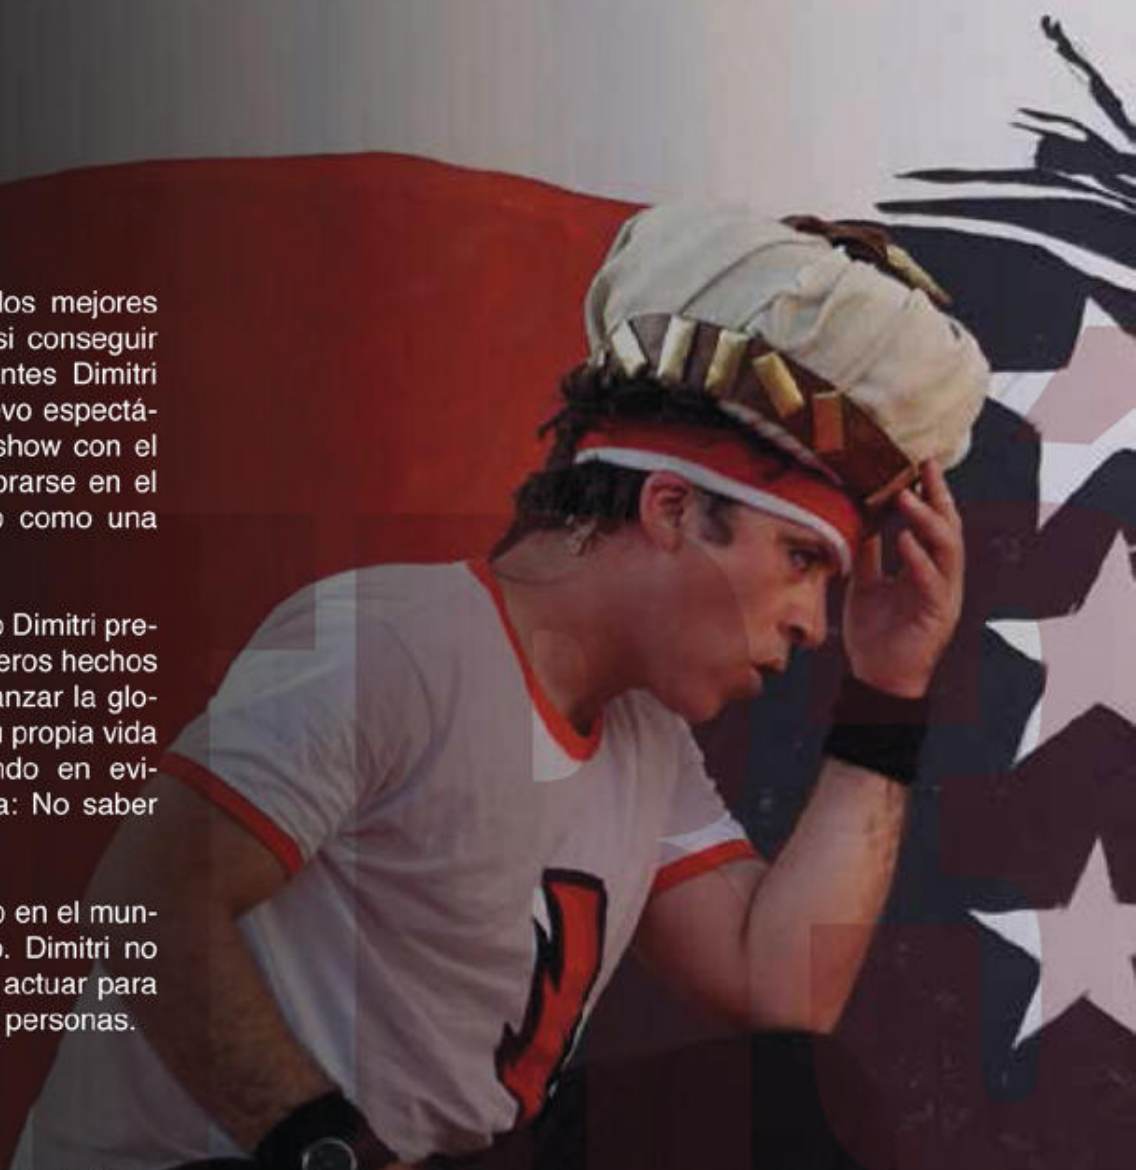 los mejores
si conseguir
ntes Dimitri
vo espectá-
show con el
orarse en el
o como una
o Dimitri pre-
eros hechos
anzar la glo-
u propia vida
ndo en evi-
a: No saber
o en el mun-
o. Dimitri no
actuar para
personas.